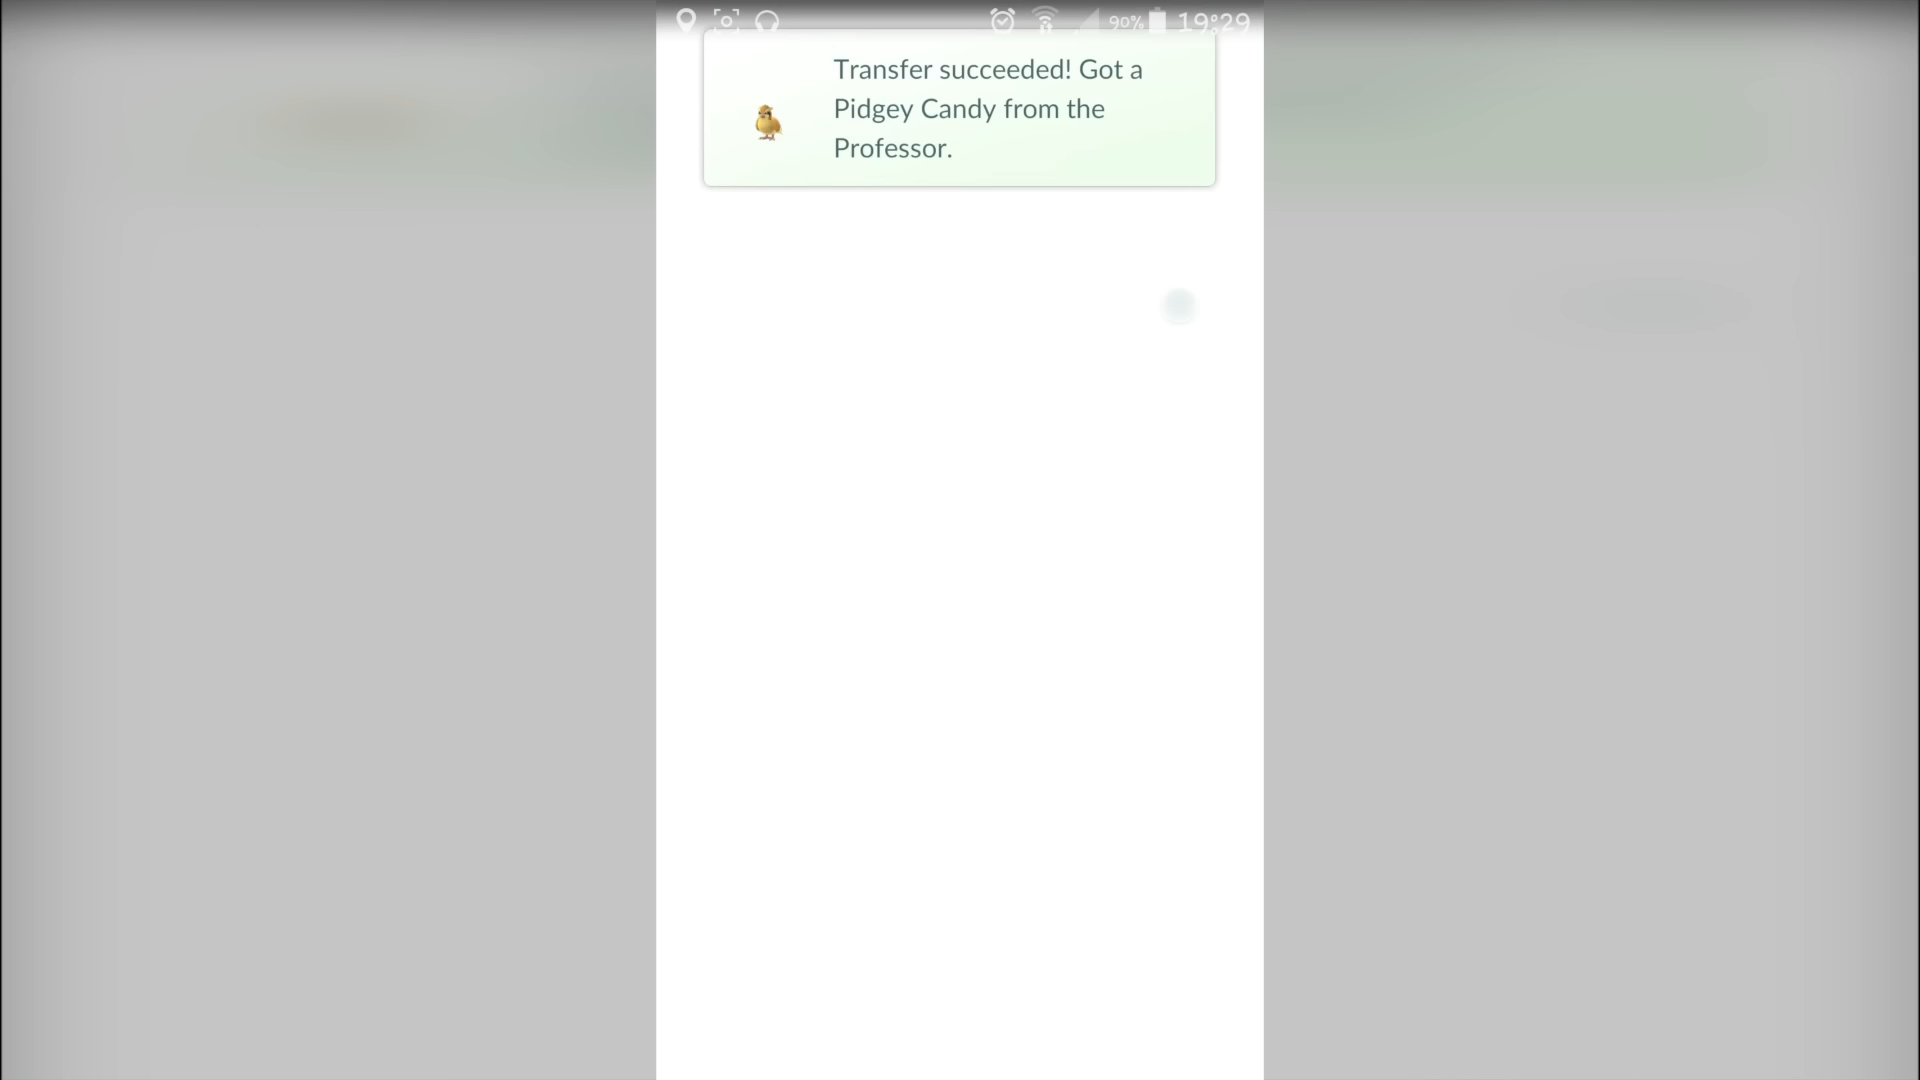 90% 19:29
Transfer succeeded! Got a
Pidgey Candy from the
Professor.